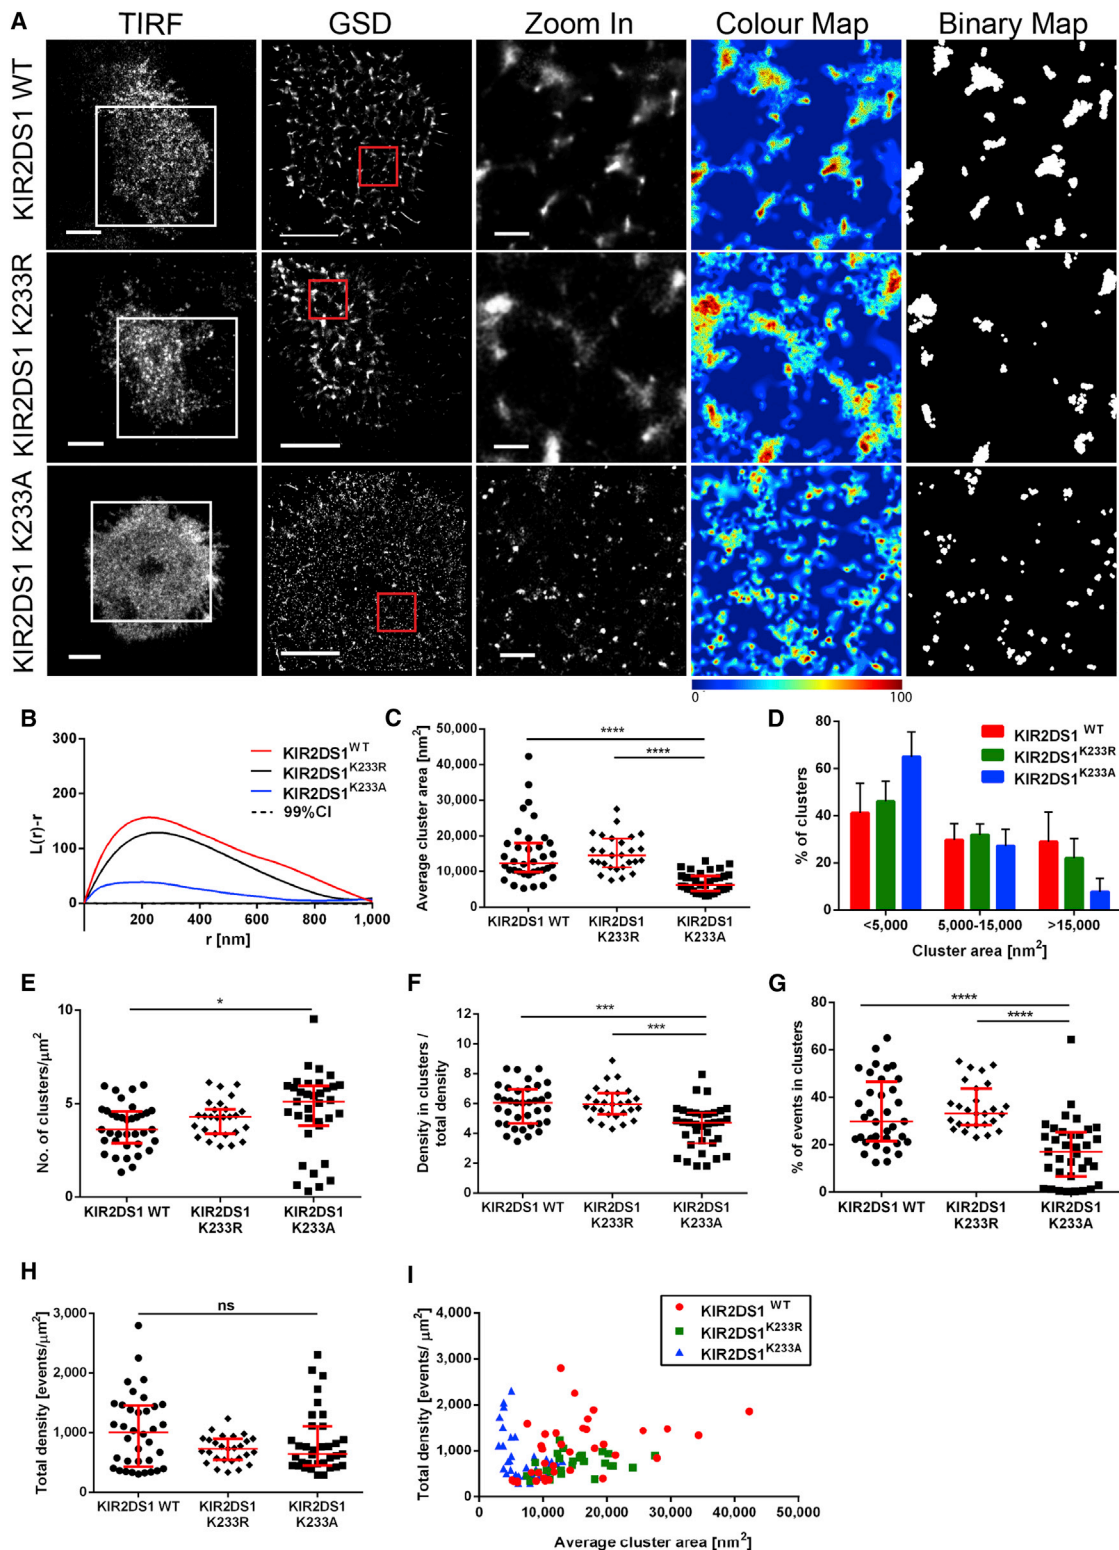 A
TIRF
GSD
Zoom In
Colour Map
Binary Map
KIR2DS1 WT
KIR2DS1 K233R
KIR2DS1 K233A
0
100
B
300
200
100
0
L(r)-r
200
400
600
800
1,000
r [nm]
KIR2DS1WT
KIR2DS1K233R
KIR2DS1K233A
99%CI
C
50,000
40,000
30,000
20,000
10,000
0
Average cluster area [nm2]
****
****
KIR2DS1 WT
KIR2DS1
K233R
KIR2DS1
K233A
D
80
60
40
20
0
% of clusters
KIR2DS1WT
KIR2DS1K233R
KIR2DS1K233A
<5,000
5,000-15,000
>15,000
Cluster area [nm2]
E
10
5
0
No. of clusters/µm2
*
KIR2DS1 WT
KIR2DS1
K233R
KIR2DS1
K233A
F
12
10
8
6
4
2
0
Density in clusters /
total density
***
***
KIR2DS1 WT
KIR2DS1
K233R
KIR2DS1
K233A
G
80
60
40
20
0
% of events in clusters
****
****
KIR2DS1 WT
KIR2DS1
K233R
KIR2DS1
K233A
H
3,000
2,000
1,000
0
Total density [events/µm2]
ns
KIR2DS1 WT
KIR2DS1
K233R
KIR2DS1
K233A
I
4,000
3,000
2,000
1,000
0
Total density [events/ µm2]
KIR2DS1 WT
KIR2DS1K233R
KIR2DS1K233A
0
10,000
20,000
30,000
40,000
50,000
Average cluster area [nm2]